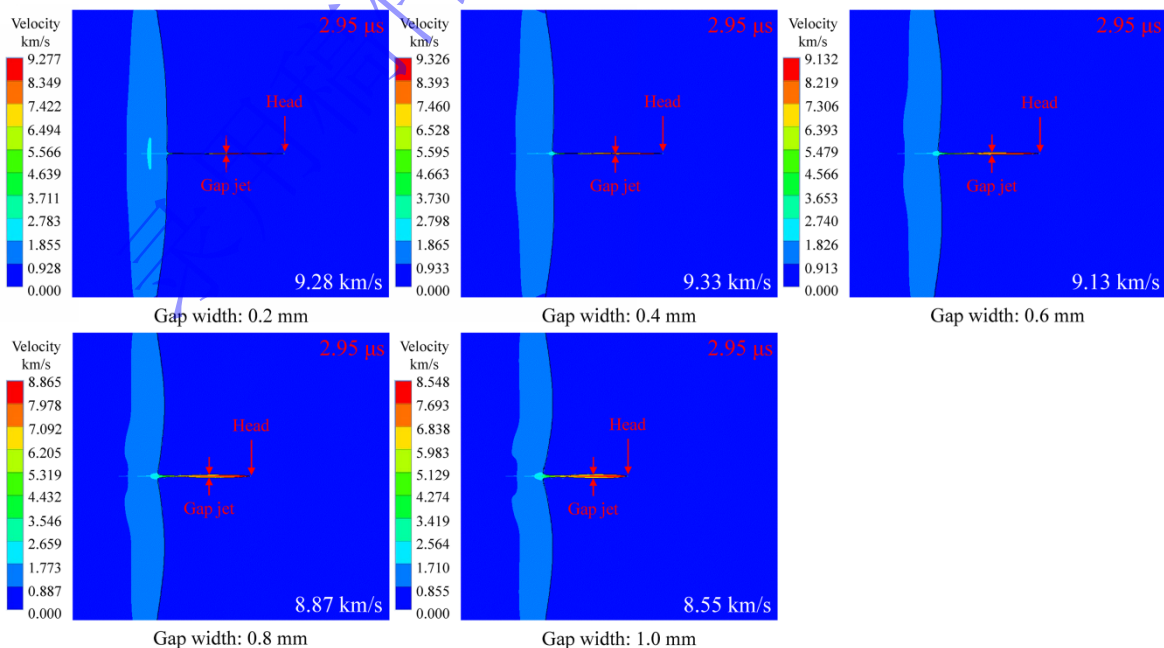 Velocity
km/s
9.277
8.349
7.422
6.494
5.566
4.639
3.711
2.783
1.855
0.928
0.000
2.95 μs
Head
Gap jet
9.28 km/s
Gap width: 0.2 mm
Velocity
km/s
9.326
8.393
7.460
6.528
5.595
4.663
3.730
2.798
1.865
0.933
0.000
2.95 μs
Head
Gap jet
9.33 km/s
Gap width: 0.4 mm
Velocity
km/s
9.132
8.219
7.306
6.393
5.479
4.566
3.653
2.740
1.826
0.913
0.000
2.95 μs
Head
Gap jet
9.13 km/s
Gap width: 0.6 mm
Velocity
km/s
8.865
7.978
7.092
6.205
5.319
4.432
3.546
2.659
1.773
0.887
0.000
2.95 μs
Head
Gap jet
8.87 km/s
Gap width: 0.8 mm
Velocity
km/s
8.548
7.693
6.838
5.983
5.129
4.274
3.419
2.564
1.710
0.855
0.000
2.95 μs
Head
Gap jet
8.55 km/s
Gap width: 1.0 mm